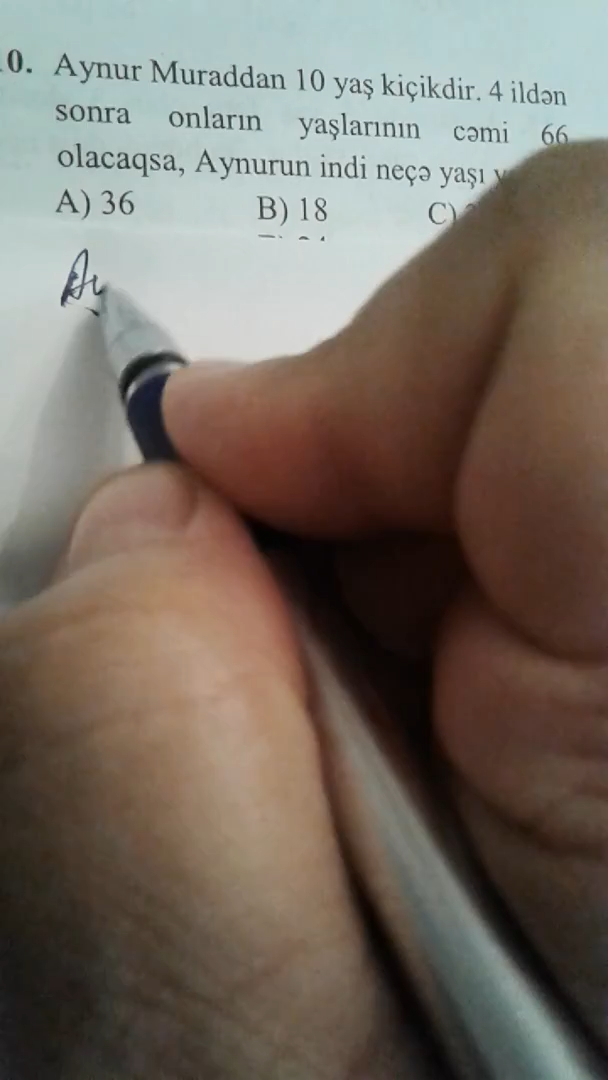 0. Aynur Muraddan 10 yaş kiçikdir. 4 ildən
sonra onların yaşlarının cəmi 66
olacaqsa, Aynurun indi neçə yaşı
A) 36 B) 18 C)
Ay